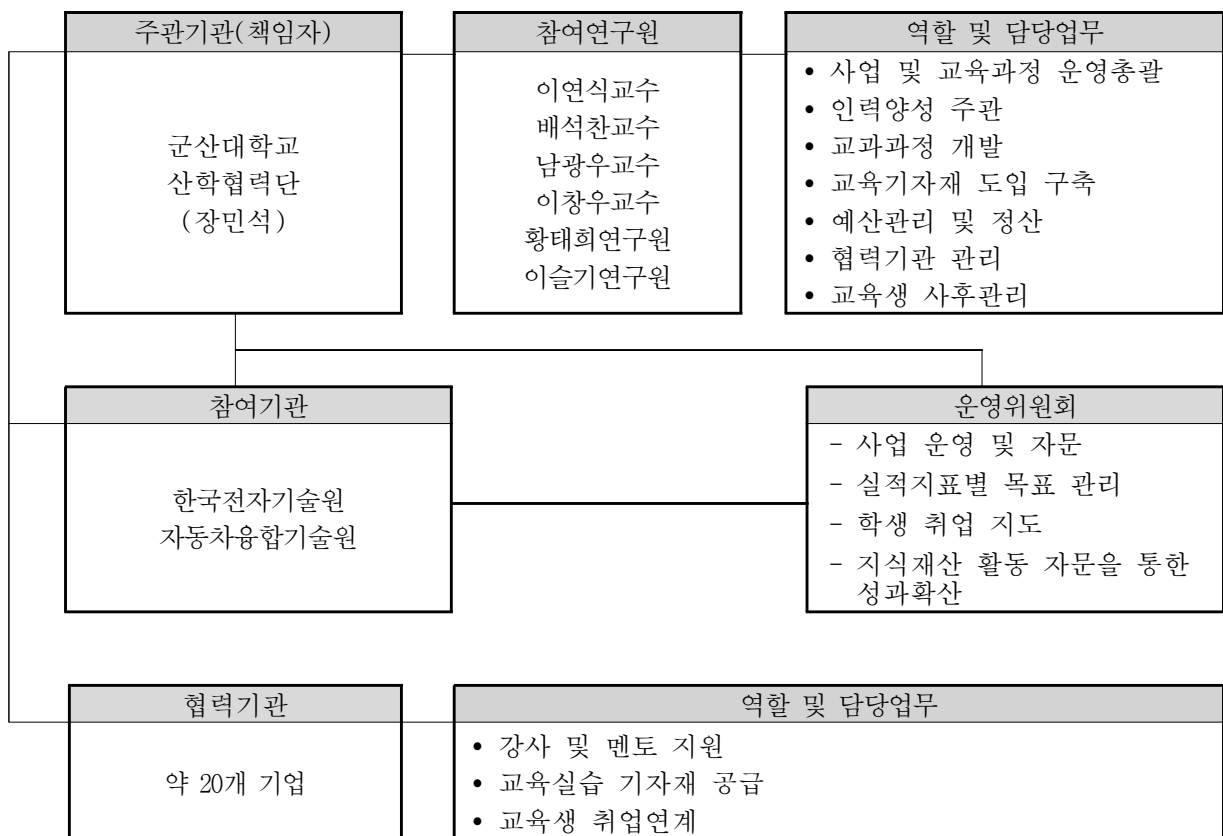 주관기관(책임자)
군산대학교
산학협력단
(장민석)
참여연구원
이연식교수
배석찬교수
남광우교수
이창우교수
황태희연구원
이슬기연구원
역할 및 담당업무
• 사업 및 교육과정 운영총괄
• 인력양성 주관
• 교과과정 개발
• 교육기자재 도입 구축
• 예산관리 및 정산
• 협력기관 관리
• 교육생 사후관리
참여기관
한국전자기술원
자동차융합기술원
운영위원회
- 사업 운영 및 자문
- 실적지표별 목표 관리
- 학생 취업 지도
- 지식재산 활동 자문을 통한
성과확산
협력기관
약 20개 기업
역할 및 담당업무
• 강사 및 멘토 지원
• 교육실습 기자재 공급
• 교육생 취업연계